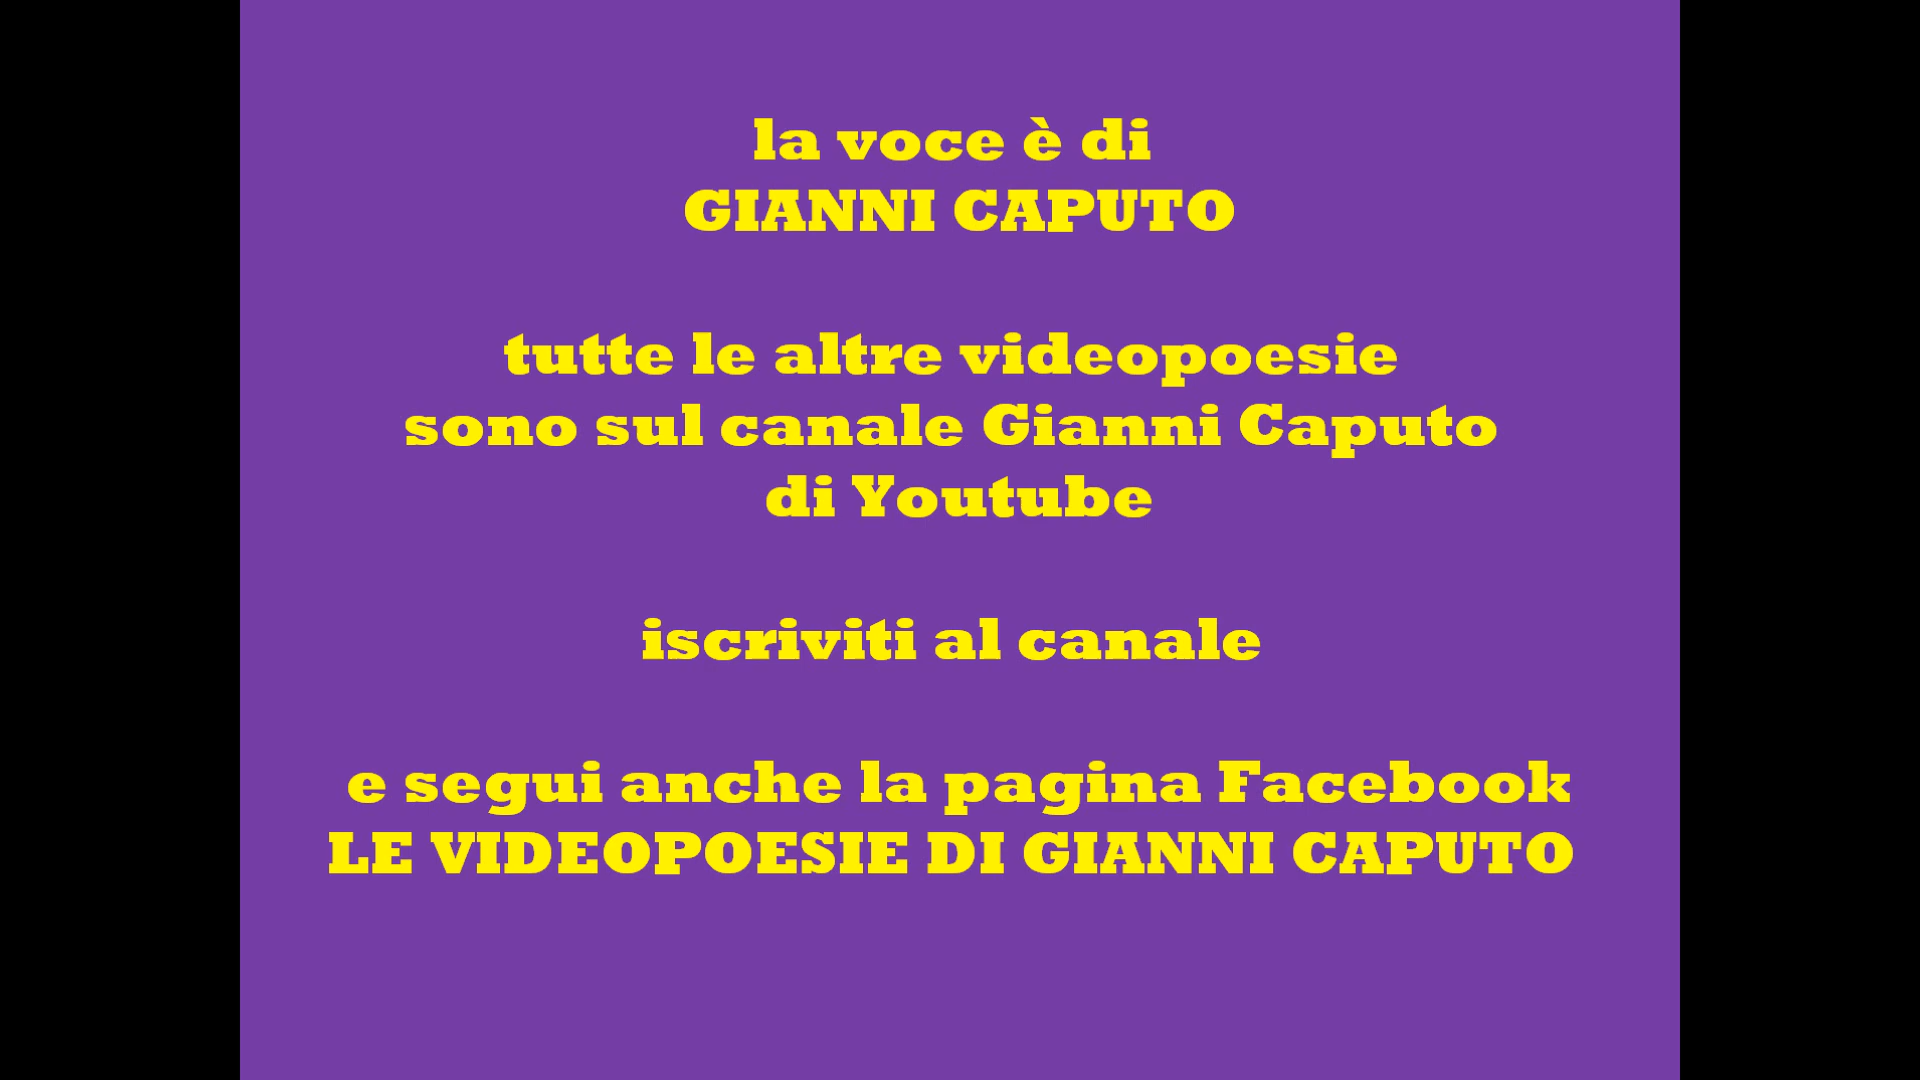 la voce è di
GIANNI CAPUTO
tutte le altre videopoesie
sono sul canale Gianni Caputo
di Youtube
iscriviti al canale
e segui anche la pagina Facebook
LE VIDEOPOESIE DI GIANNI CAPUTO